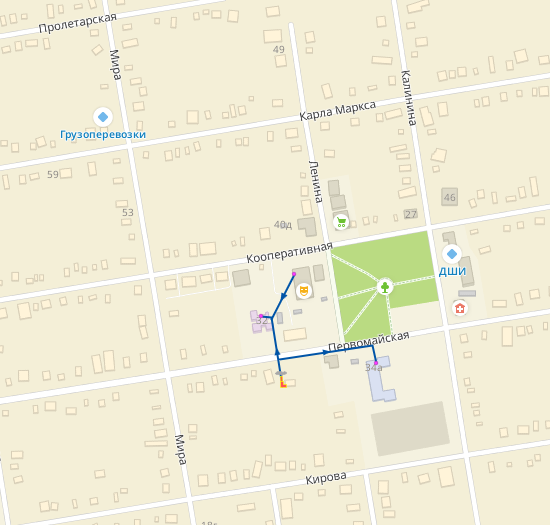 Пролетарская
49
Мира
Калинина
Карла Маркса
Грузоперевозки
59
Ленина
46
53
27
40д
Кооперативная
ДШИ
32
Первомайская
34а
Мира
Кирова